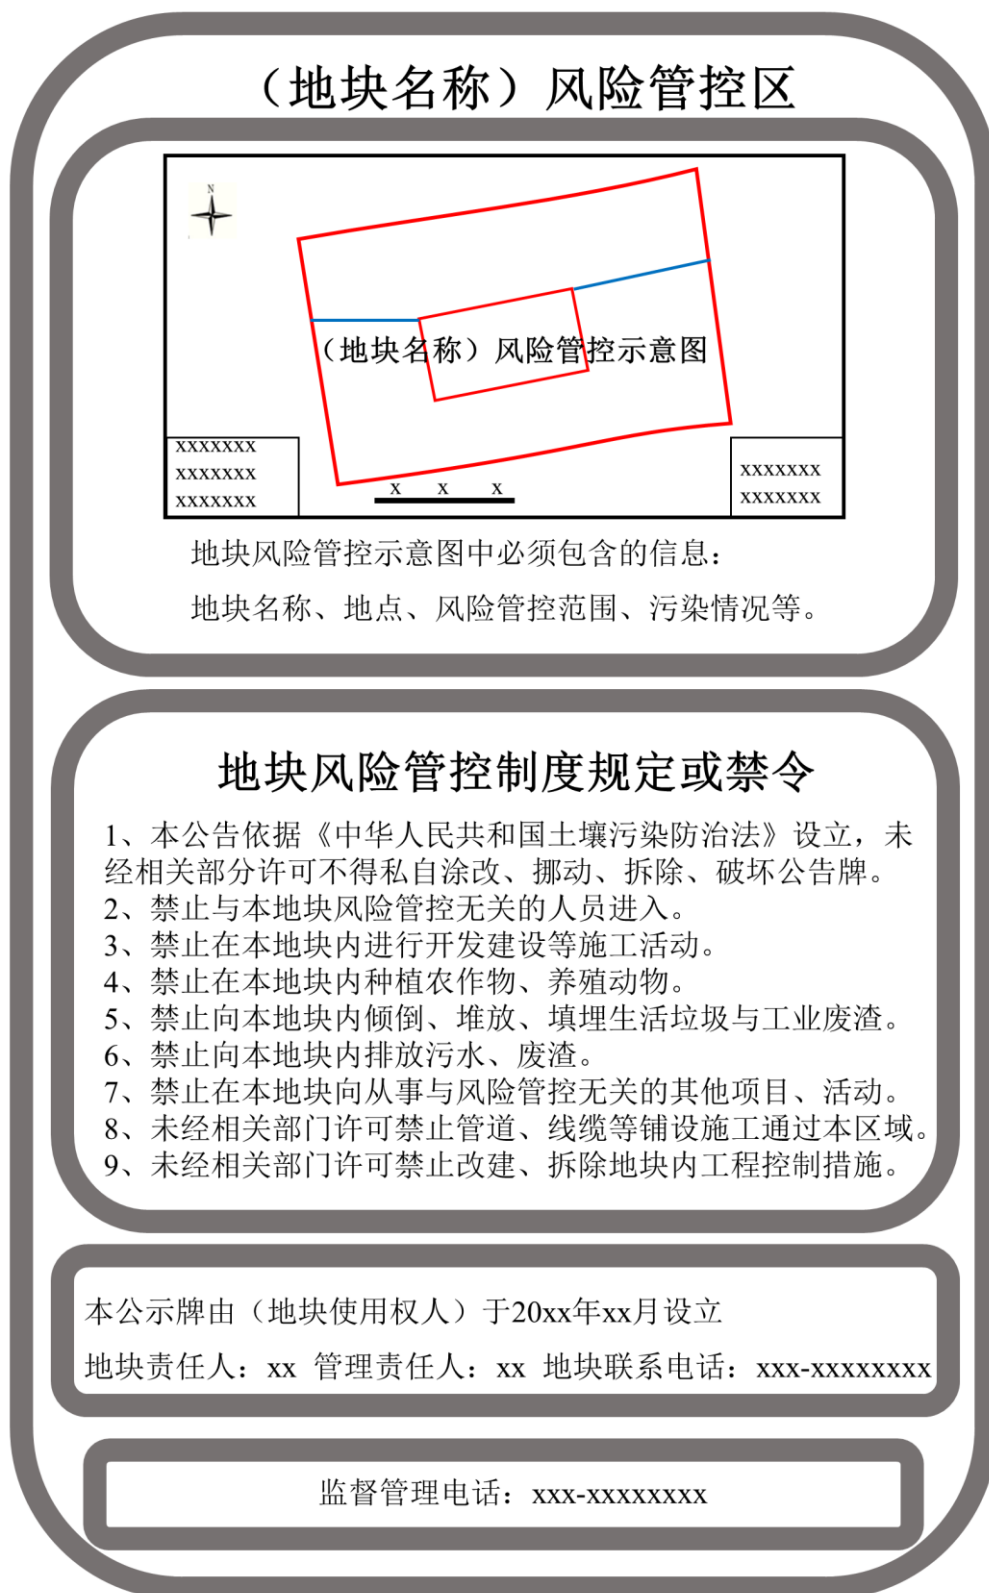 （地块名称）风险管控区
N
（地块名称）风险管控示意图
xxxxxxx
xxxxxxx
xxxxxxx
x x x
xxxxxxx
xxxxxxx
地块风险管控示意图中必须包含的信息：
地块名称、地点、风险管控范围、污染情况等。
地块风险管控制度规定或禁令
1、本公告依据《中华人民共和国土壤污染防治法》设立，未
经相关部分许可不得私自涂改、挪动、拆除、破坏公告牌。
2、禁止与本地块风险管控无关的人员进入。
3、禁止在本地块内进行开发建设等施工活动。
4、禁止在本地块内种植农作物、养殖动物。
5、禁止向本地块内倾倒、堆放、填埋生活垃圾与工业废渣。
6、禁止向本地块内排放污水、废渣。
7、禁止在本地块向从事与风险管控无关的其他项目、活动。
8、未经相关部门许可禁止管道、线缆等铺设施工通过本区域。
9、未经相关部门许可禁止改建、拆除地块内工程控制措施。
本公示牌由（地块使用权人）于20xx年xx月设立
地块责任人：xx 管理责任人：xx 地块联系电话：xxx-xxxxxxxx
监督管理电话：xxx-xxxxxxxx